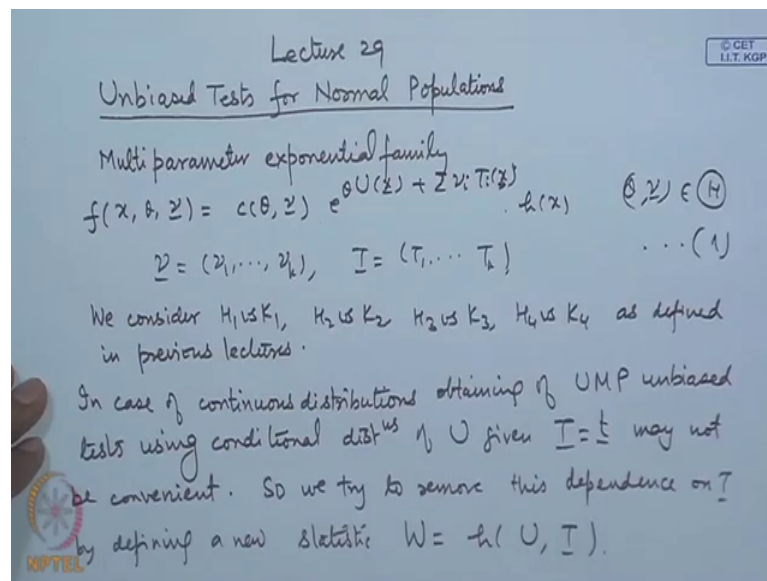 Lecture 29
© CET
I.I.T. KGP
Unbiased Tests for Normal Populations
Multiparameter exponential family
f(x, θ, ν) = c(θ, ν) e^{θU(x) + Σ νi Ti(x)} . h(x)   (θ, ν) ∈ Ⓗ
ν = (ν1, ..., νk), T = (T1, ... Tk)   ... (1)
We consider H1 vs K1, H2 vs K2 H3 vs K3, H4 vs K4 as defined
in previous lectures.
In case of continuous distributions obtaining of UMP unbiased
tests using conditional distns of U given T = t may not
be convenient. So we try to remove this dependence on T
by defining a new statistic W = h( U, T ).
NPTEL